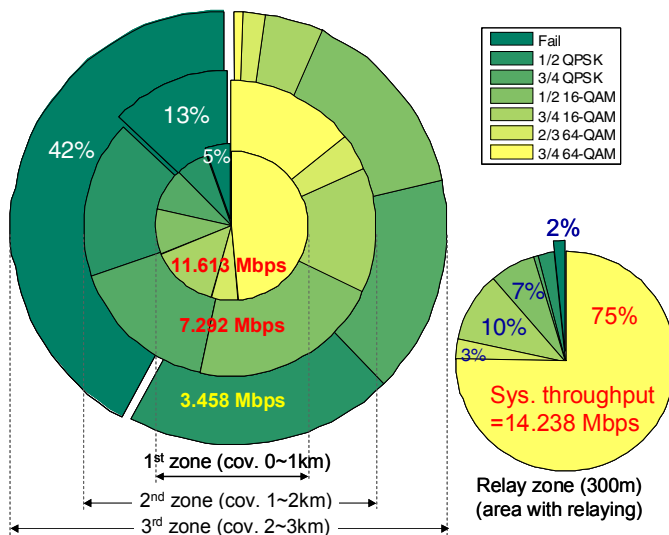 Fail
1/2 QPSK
3/4 QPSK
1/2 16-QAM
3/4 16-QAM
2/3 64-QAM
3/4 64-QAM
13%
42%
5%
11.613 Mbps
7.292 Mbps
3.458 Mbps
1st zone (cov. 0~1km)
2nd zone (cov. 1~2km)
3rd zone (cov. 2~3km)
2%
75%
7%
10%
3%
Sys. throughput
=14.238 Mbps
Relay zone (300m)
(area with relaying)